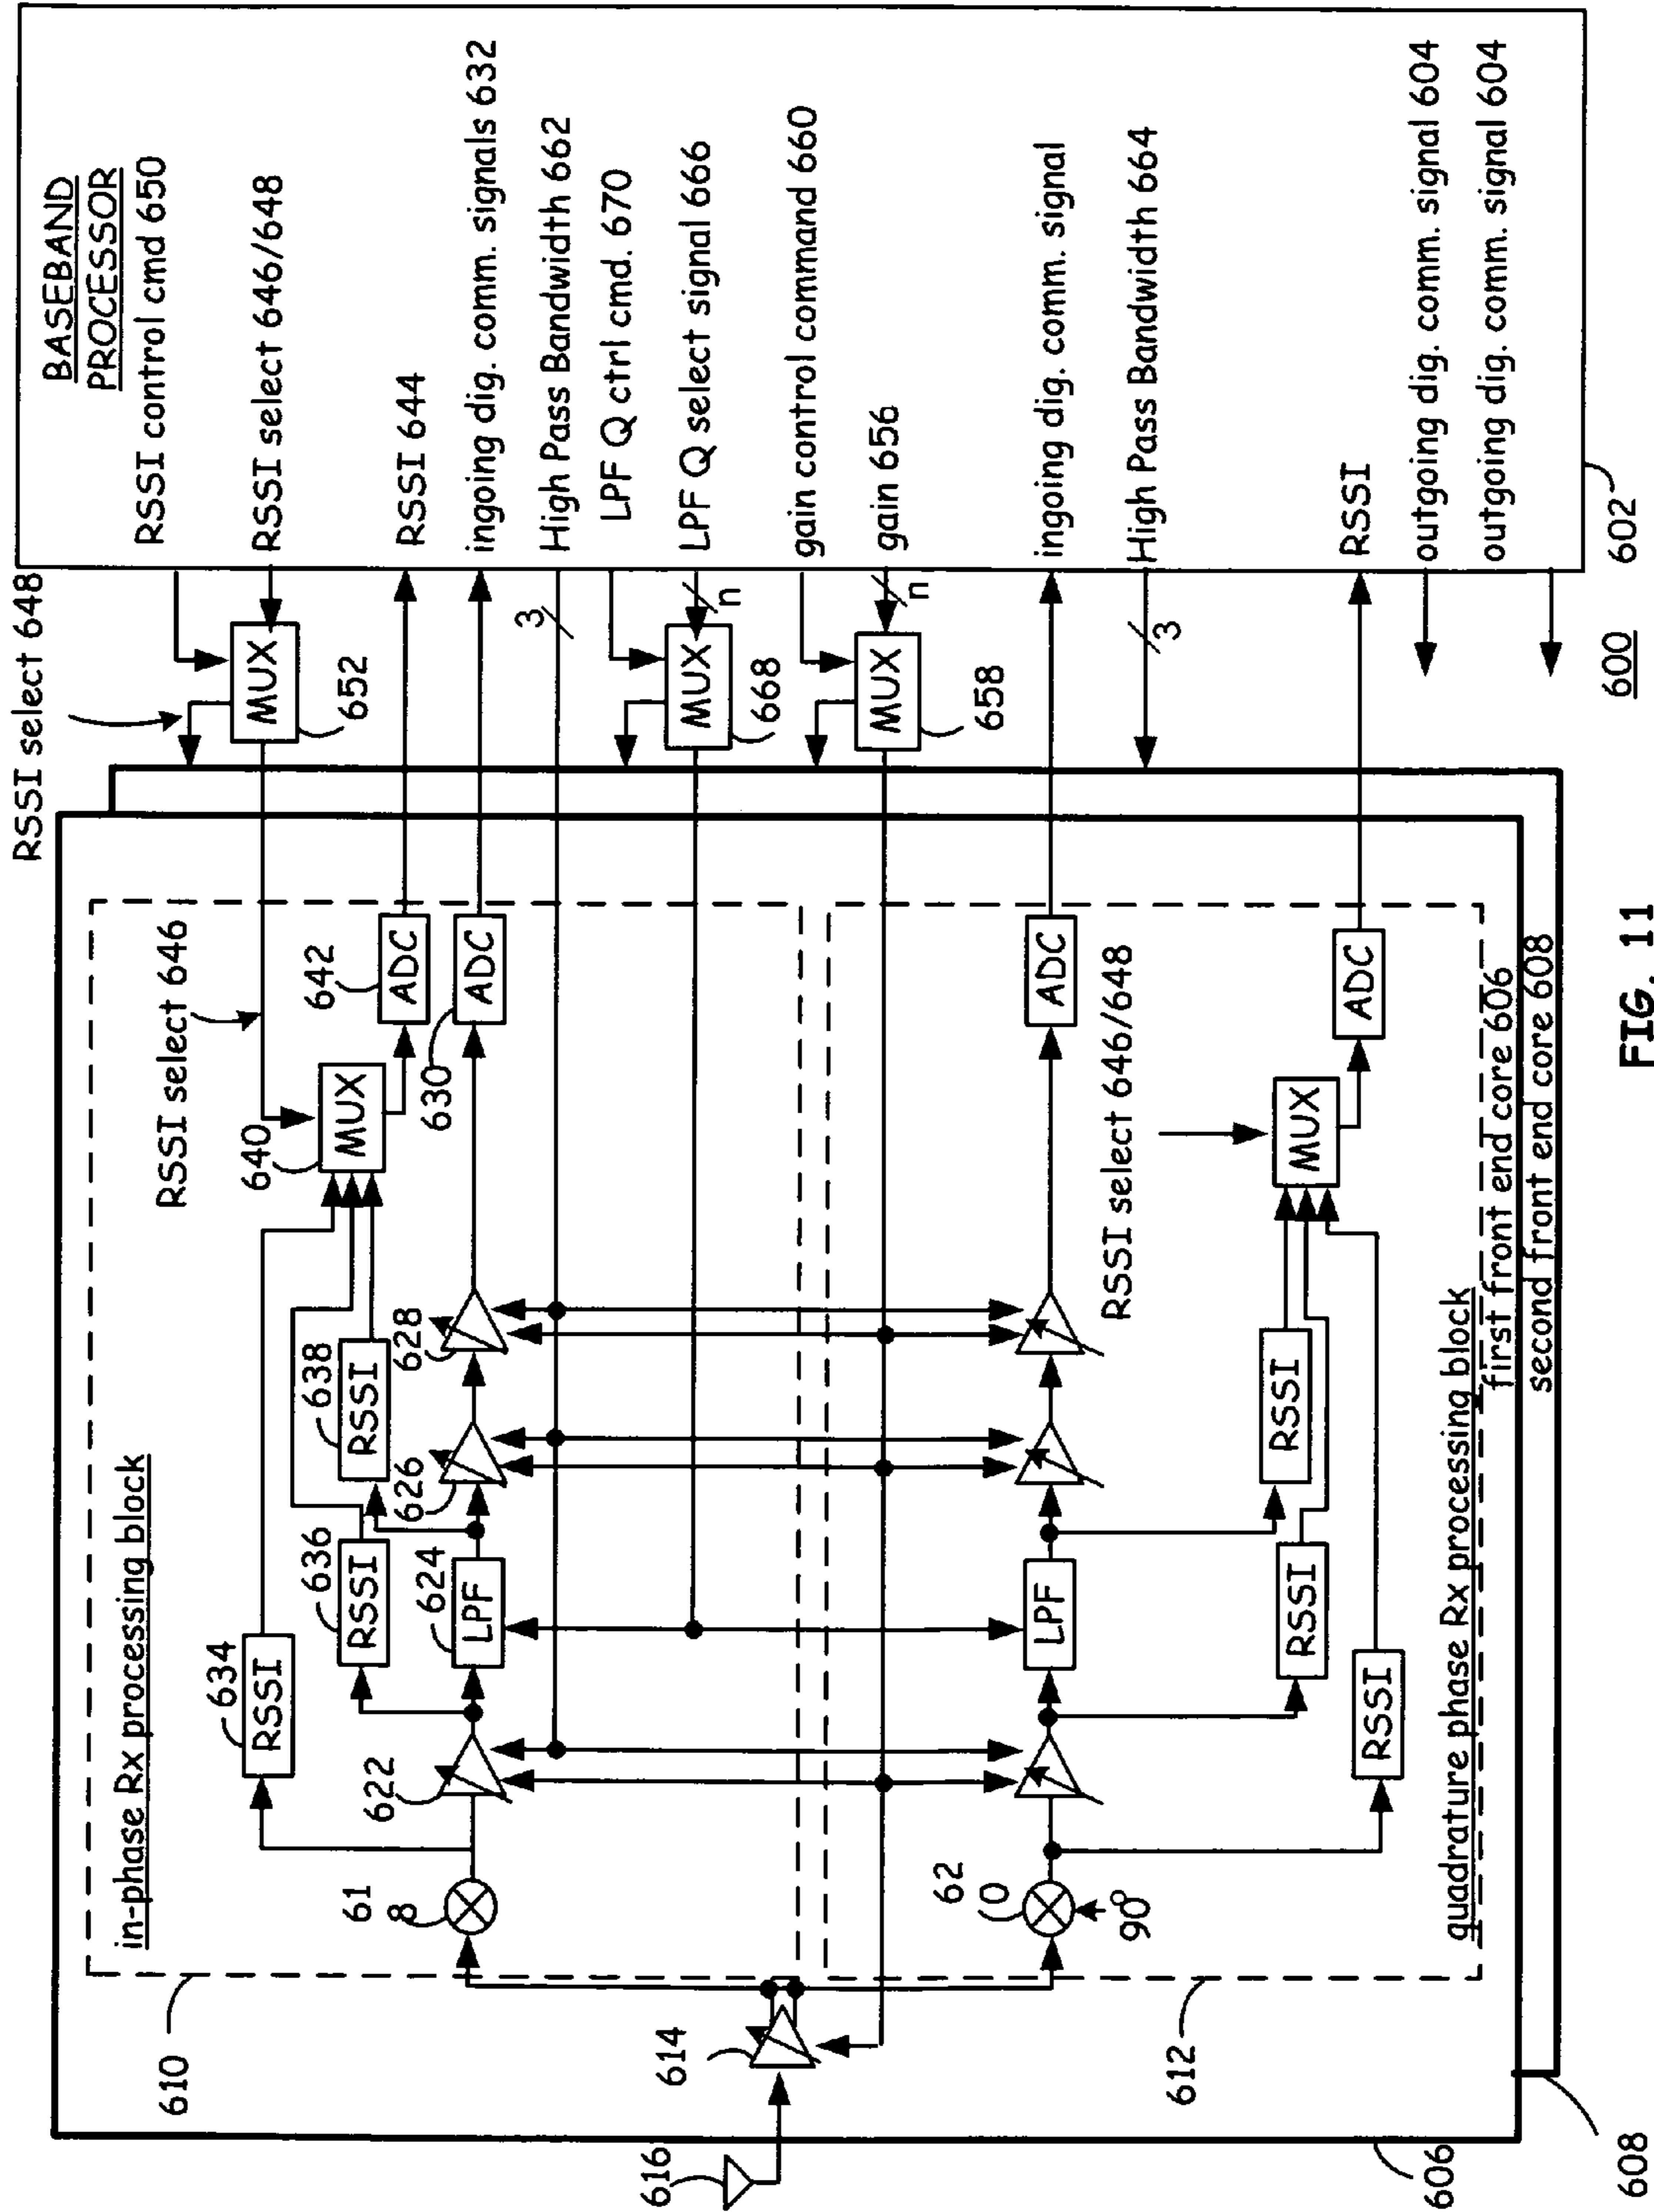 BASEBAND
PROCESSOR
RSSI control cmd 650
RSSI select 646/648
RSSI 644
ingoing dig. comm. signals 632
High Pass Bandwidth 662
LPF Q ctrl cmd. 670
LPF Q select signal 666
gain control command 660
gain 656
ingoing dig. comm. signal
High Pass Bandwidth 664
RSSI
outgoing dig. comm. signal 604
outgoing dig. comm. signal 604
602
600
RSSI select 648
MUX
652
3
n
MUX
668
n
MUX
658
3
RSSI select 646
640
MUX
642
ADC
630
ADC
in-phase Rx processing block
634
RSSI
636
RSSI
638
RSSI
622
624
LPF
626
628
61
8
610
614
616
62
0
90°
LPF
ADC
RSSI select 646/648
MUX
ADC
RSSI
RSSI
RSSI
quadrature phase Rx processing block
612
first front end core 606
second front end core 608
606
608
FIG. 11